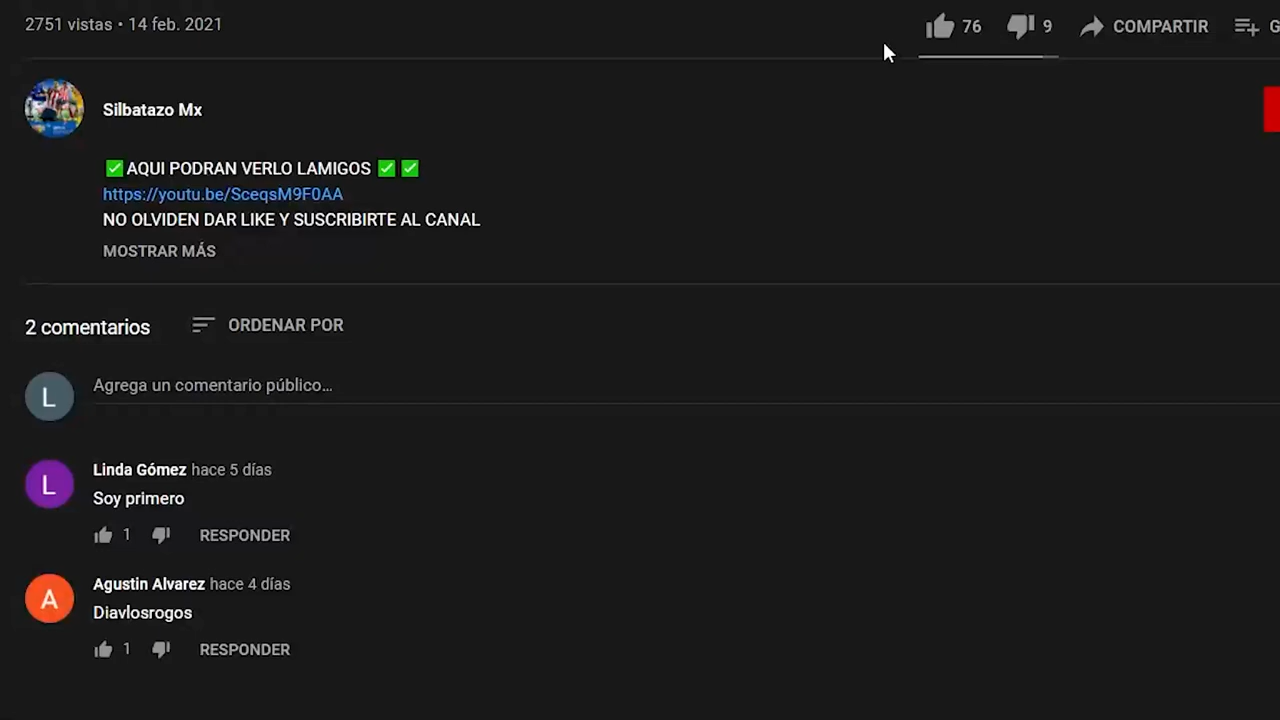 2751 vistas • 14 feb. 2021
76
9
COMPARTIR
Silbatazo Mx
✅AQUI PODRAN VERLO LAMIGOS ✅ ✅
https://youtu.be/SceqsM9F0AA
NO OLVIDEN DAR LIKE Y SUSCRIBIRTE AL CANAL
MOSTRAR MÁS
2 comentarios
ORDENAR POR
L
Agrega un comentario público...
L
Linda Gómez hace 5 días
Soy primero
1
RESPONDER
A
Agustin Alvarez hace 4 días
Diavlosrogos
1
RESPONDER